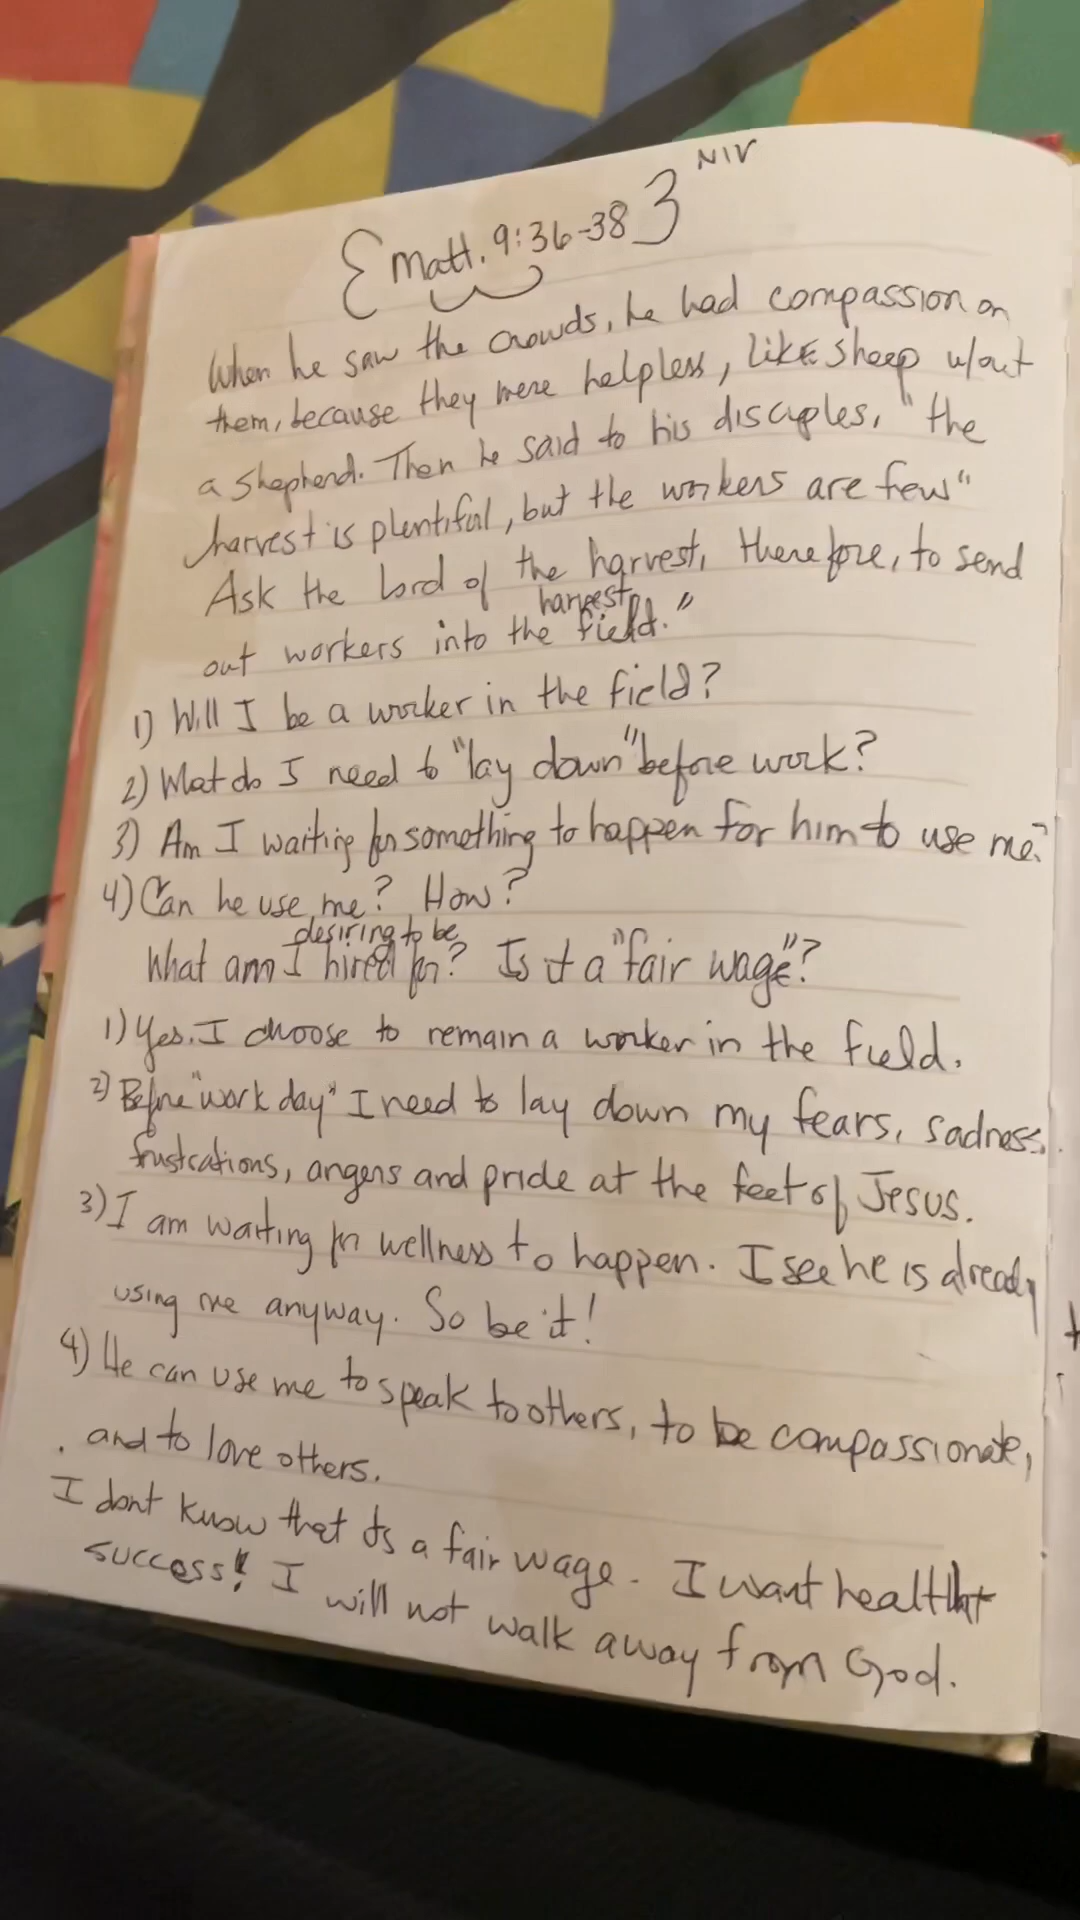 {Matt. 9:36-38} NIV
When he saw the crowds, he had compassion on
them, because they were helpless, like sheep w/out
a shepherd. Then he said to his disciples, "the
harvest is plentiful, but the workers are few"
Ask the Lord of the harvest, therefore, to send
harvest
out workers into the field."
1) Will I be a worker in the field?
2) What do I need to "lay down" before work?
3) Am I waiting for something to happen for him to use me?
4) Can he use me? How?
desiring to be
What am I hired for? Is it a "fair wage"?
1) Yes. I choose to remain a worker in the field.
2) Before "work day" I need to lay down my fears, sadness,
frustrations, angers and pride at the feet of Jesus.
3) I am waiting for wellness to happen. I see he is already
using me anyway. So be it!
4) He can use me to speak to others, to be compassionate,
and to love others.
I dont know that its a fair wage. I want health
success! I will not walk away from God.